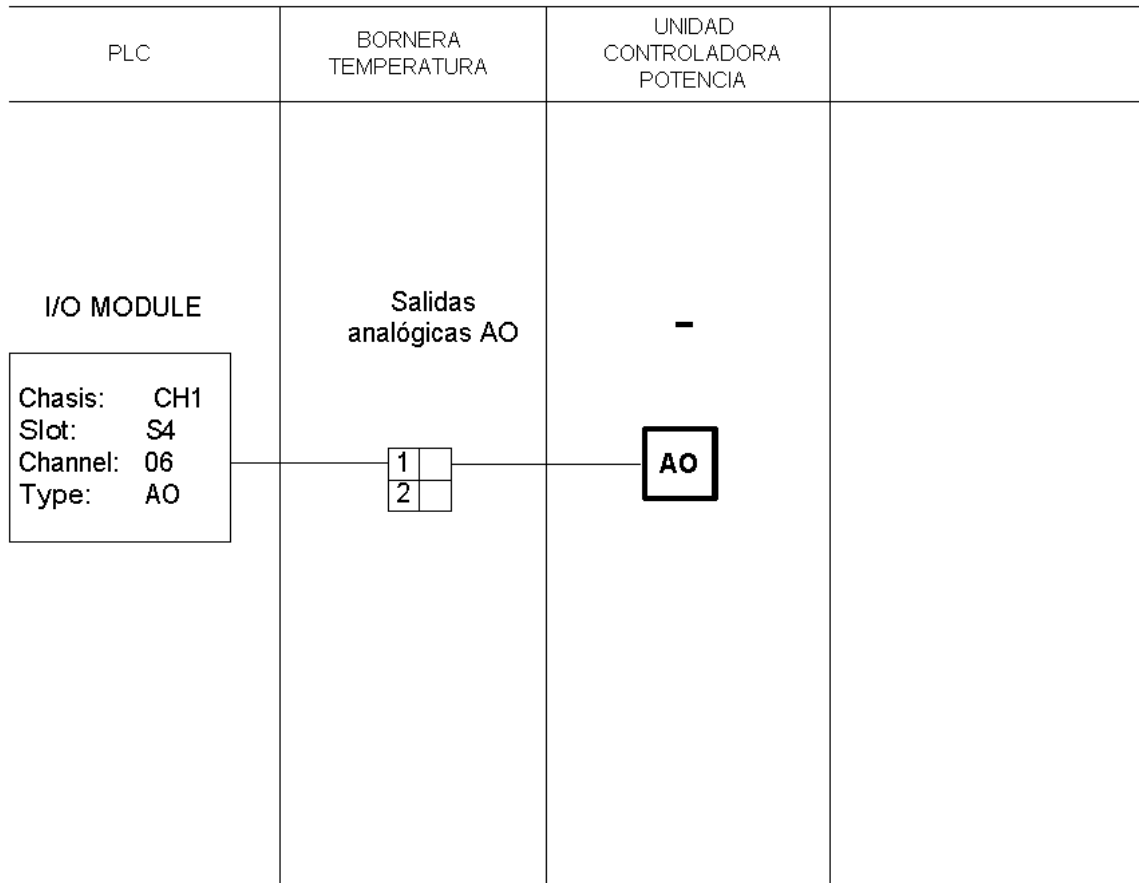 PLC
BORNERA
TEMPERATURA
UNIDAD
CONTROLADORA
POTENCIA
I/O MODULE
Salidas
analógicas AO
-
Chasis: CH1
Slot: S4
Channel: 06
Type: AO
1
2
AO